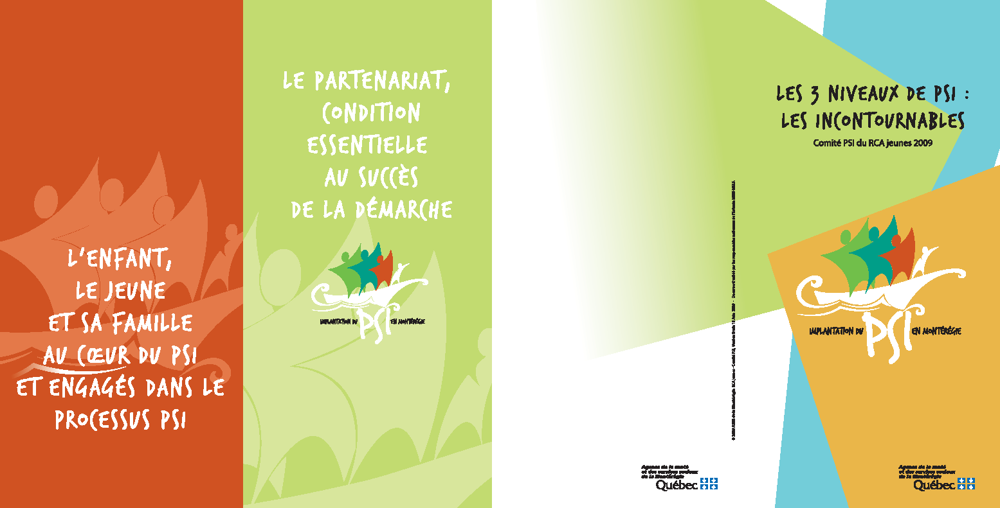 L'ENFANT,
LE JEUNE
ET SA FAMILLE
AU CŒUR DU PSI
ET ENGAGÉS DANS LE
PROCESSUS PSI
LE PARTENARIAT,
CONDITION
ESSENTIELLE
AU SUCCÈS
DE LA DÉMARCHE
IMPLANTATION DU PSI EN MONTÉRÉGIE
Agence de la santé
et des services sociaux
de la Montérégie
Québec
LES 3 NIVEAUX DE PSI :
LES INCONTOURNABLES
Comité PSI du RCA jeunes 2009
IMPLANTATION DU PSI EN MONTÉRÉGIE
Agence de la santé
et des services sociaux
de la Montérégie
Québec